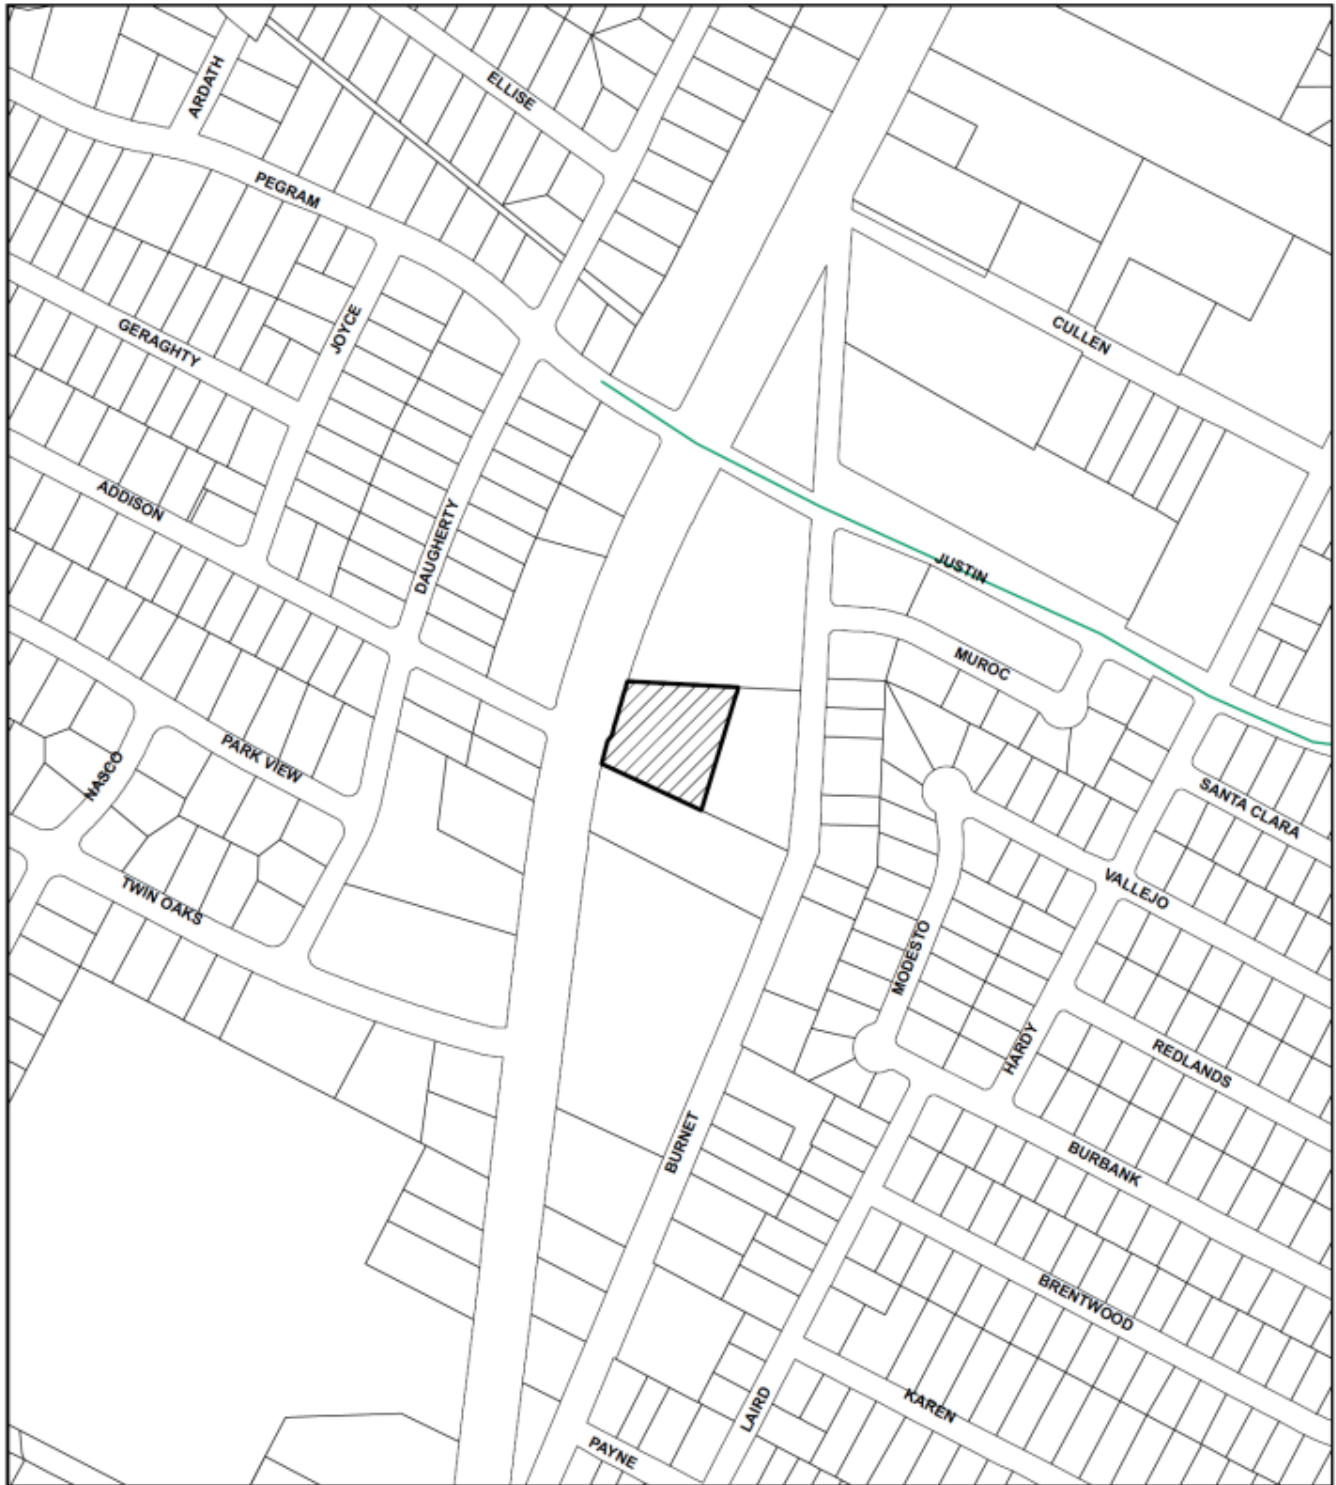 ARDATH
ELLISE
PEGRAM
GERAGHTY
JOYCE
CULLEN
ADDISON
DAUGHERTY
JUSTIN
MUROC
NASCO
PARK VIEW
SANTA CLARA
TWIN OAKS
VALLEJO
MODESTO
HARDY
REDLANDS
BURNET
BURBANK
BRENTWOOD
LAIRD
KAREN
PAYNE